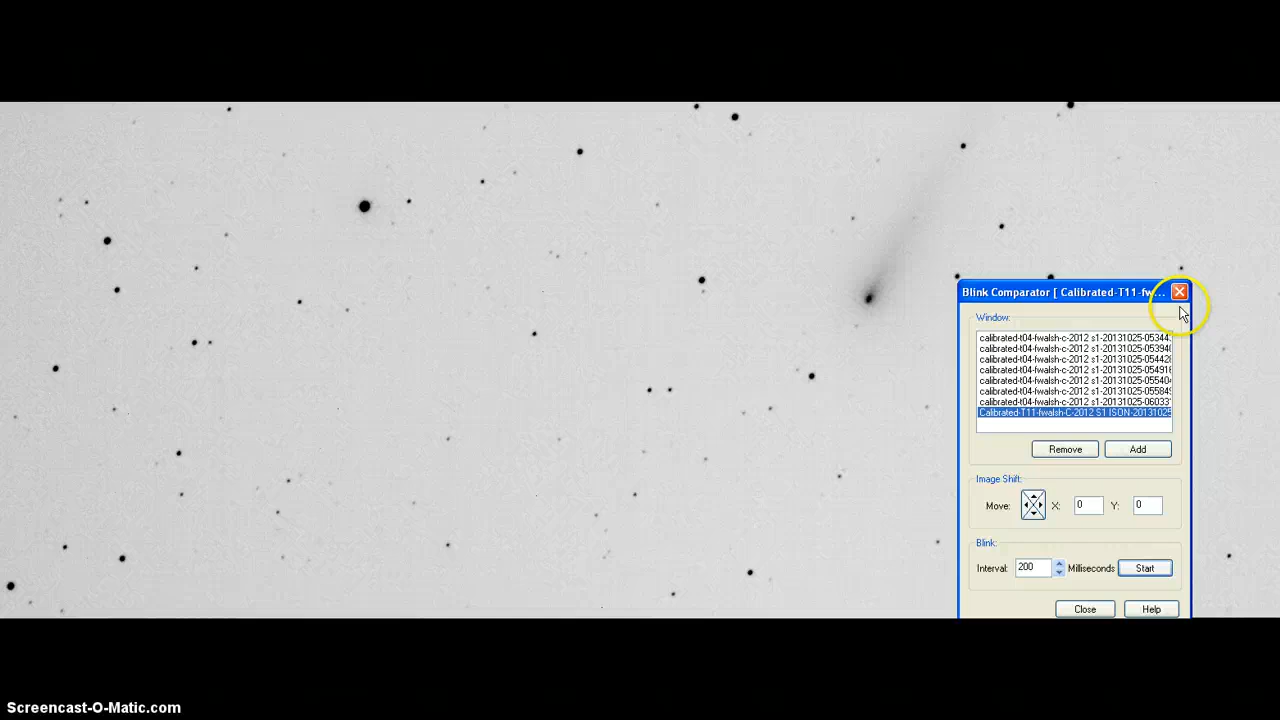 Blink Comparator [ Calibrated-T11-fw...
Window:
calibrated-t04-fwalsh-c-2012 s1-20131025-05344
calibrated-t04-fwalsh-c-2012 s1-20131025-05394
calibrated-t04-fwalsh-c-2012 s1-20131025-05442
calibrated-t04-fwalsh-c-2012 s1-20131025-05491
calibrated-t04-fwalsh-c-2012 s1-20131025-05540
calibrated-t04-fwalsh-c-2012 s1-20131025-05584
calibrated-t04-fwalsh-c-2012 s1-20131025-06033
Calibrated-T11-fwalsh-C-2012 S1 ISON-20131025
Remove Add
Image Shift:
Move: X: 0 Y: 0
Blink:
Interval: 200 Milliseconds Start
Close Help
Screencast-O-Matic.com